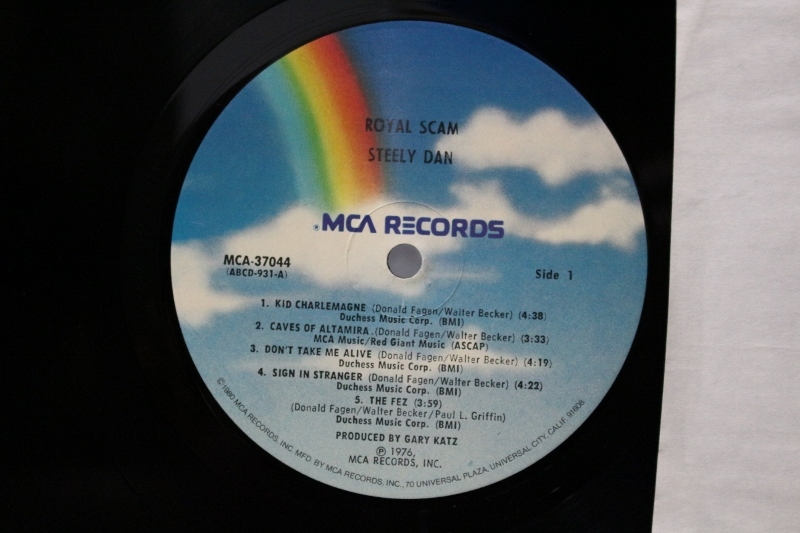 ROYAL SCAM
STEELY DAN
® MCA RECORDS
MCA-37044
(ABCD-931-A)
Side 1
1. KID CHARLEMAGNE (Donald Fagen/Walter Becker) (4:38)
Duchess Music Corp. (BMI)
2. CAVES OF ALTAMIRA (Donald Fagen/Walter Becker) (3:33)
MCA Music/Red Giant Music (ASCAP)
3. DON'T TAKE ME ALIVE (Donald Fagen/Walter Becker) (4:19)
Duchess Music Corp. (BMI)
4. SIGN IN STRANGER (Donald Fagen/Walter Becker) (4:22)
Duchess Music Corp. (BMI)
5. THE FEZ (3:59)
(Donald Fagen/Walter Becker/Paul L. Griffin)
Duchess Music Corp. (BMI)
PRODUCED BY GARY KATZ
℗ 1976,
MCA RECORDS, INC.
©1980 MCA RECORDS, INC. MFD. BY MCA RECORDS, INC., 70 UNIVERSAL PLAZA, UNIVERSAL CITY, CALIF. 91608